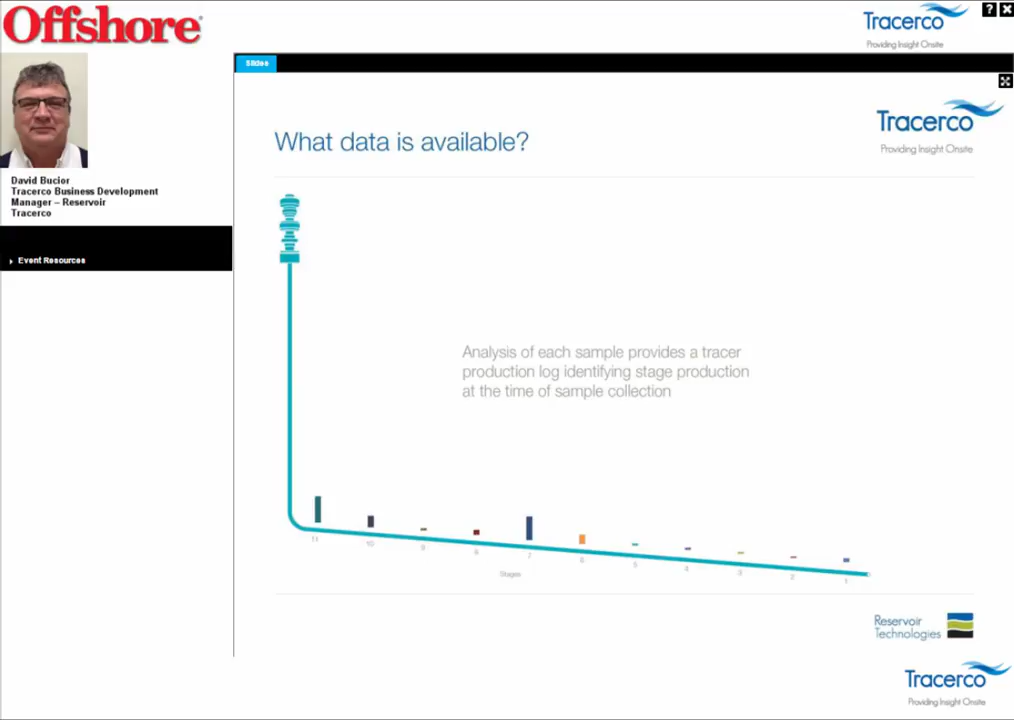 Offshore
Tracerco
Providing Insight Onsite
?
Slides
David Bucior
Tracerco Business Development
Manager – Reservoir
Tracerco
Event Resources
What data is available?
Tracerco
Providing Insight Onsite
Analysis of each sample provides a tracer
production log identifying stage production
at the time of sample collection
11 10 9 8 7 6 5 4 3 2 1
Stages
Reservoir
Technologies
Tracerco
Providing Insight Onsite